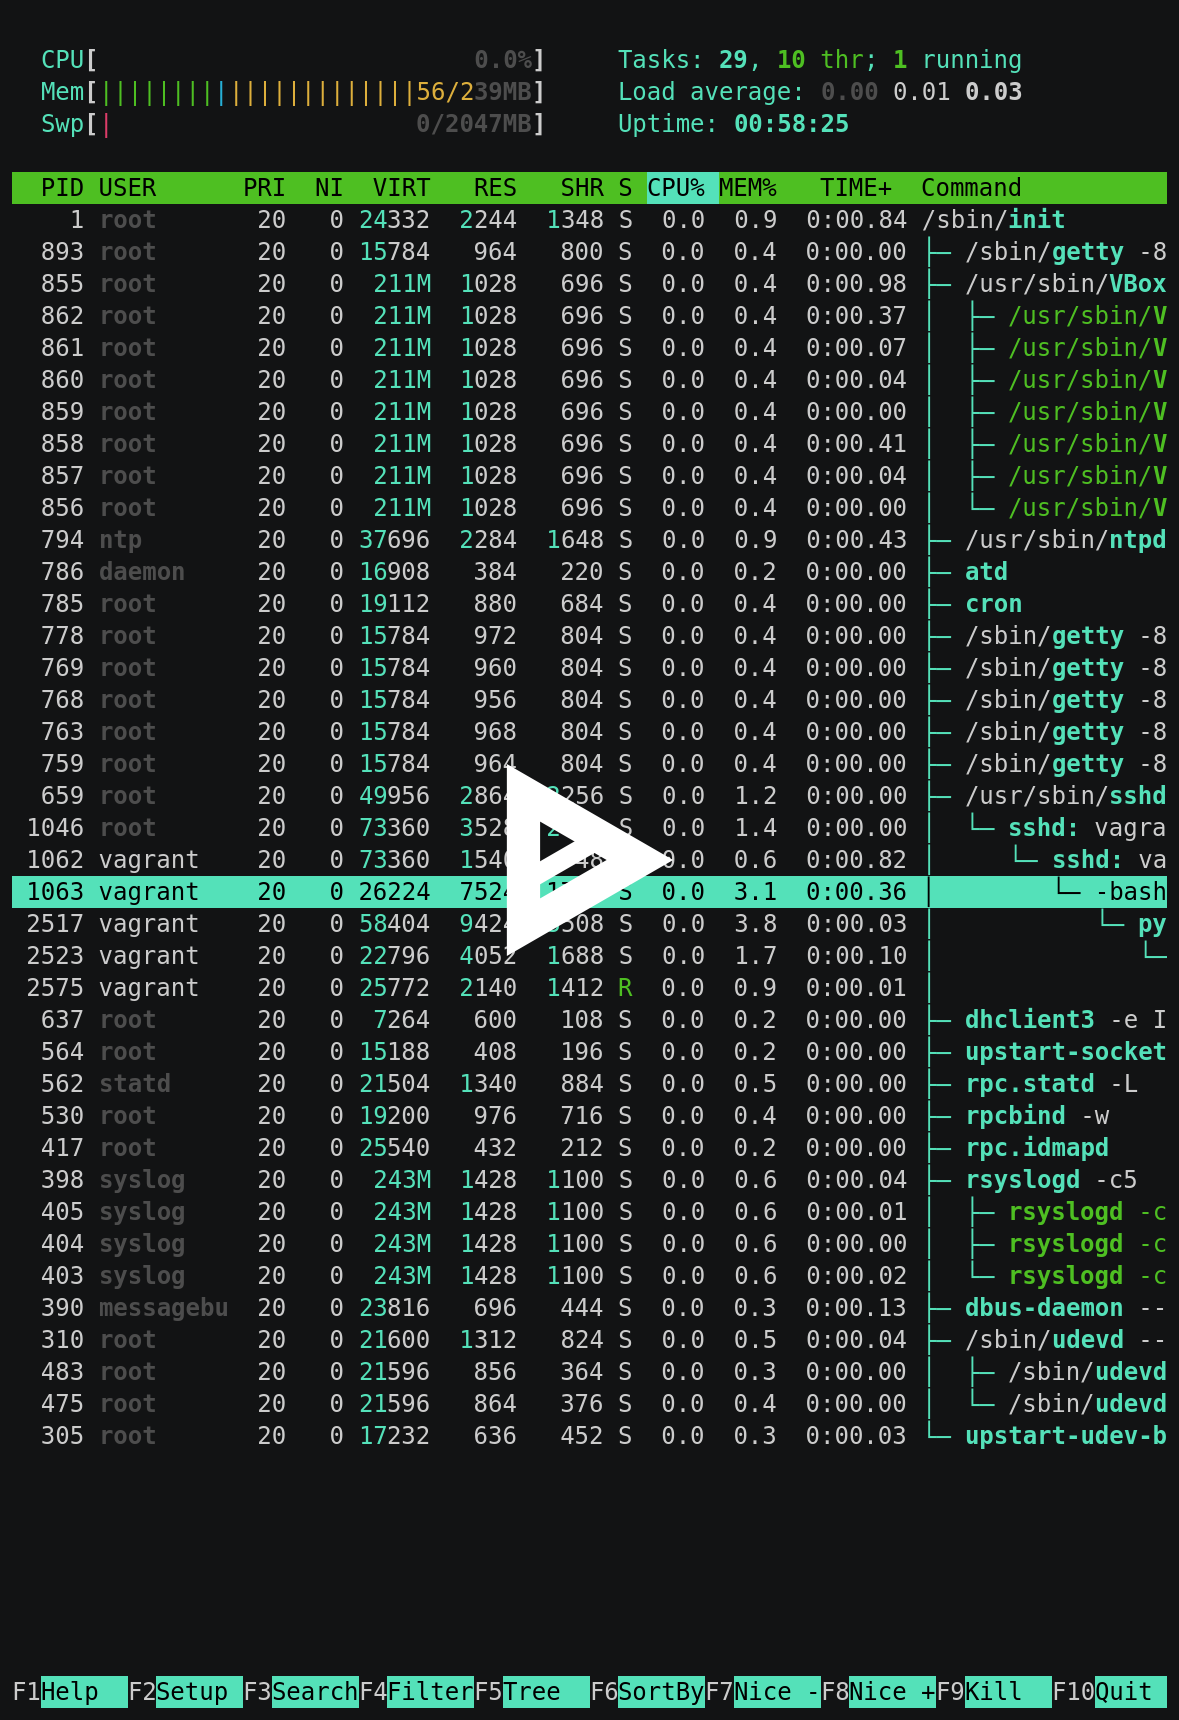 CPU[ 0.0%] Tasks: 29, 10 thr; 1 running
Mem[|||||||||||||||||||||||56/239MB] Load average: 0.00 0.01 0.03
Swp[| 0/2047MB] Uptime: 00:58:25
PID USER PRI NI VIRT RES SHR S CPU% MEM% TIME+ Command
1 root 20 0 24332 2244 1348 S 0.0 0.9 0:00.84 /sbin/init
893 root 20 0 15784 964 800 S 0.0 0.4 0:00.00 ├─ /sbin/getty -8
855 root 20 0 211M 1028 696 S 0.0 0.4 0:00.98 ├─ /usr/sbin/VBox
862 root 20 0 211M 1028 696 S 0.0 0.4 0:00.37 │ ├─ /usr/sbin/V
861 root 20 0 211M 1028 696 S 0.0 0.4 0:00.07 │ ├─ /usr/sbin/V
860 root 20 0 211M 1028 696 S 0.0 0.4 0:00.04 │ ├─ /usr/sbin/V
859 root 20 0 211M 1028 696 S 0.0 0.4 0:00.00 │ ├─ /usr/sbin/V
858 root 20 0 211M 1028 696 S 0.0 0.4 0:00.41 │ ├─ /usr/sbin/V
857 root 20 0 211M 1028 696 S 0.0 0.4 0:00.04 │ ├─ /usr/sbin/V
856 root 20 0 211M 1028 696 S 0.0 0.4 0:00.00 │ └─ /usr/sbin/V
794 ntp 20 0 37696 2284 1648 S 0.0 0.9 0:00.43 ├─ /usr/sbin/ntpd
786 daemon 20 0 16908 384 220 S 0.0 0.2 0:00.00 ├─ atd
785 root 20 0 19112 880 684 S 0.0 0.4 0:00.00 ├─ cron
778 root 20 0 15784 972 804 S 0.0 0.4 0:00.00 ├─ /sbin/getty -8
769 root 20 0 15784 960 804 S 0.0 0.4 0:00.00 ├─ /sbin/getty -8
768 root 20 0 15784 956 804 S 0.0 0.4 0:00.00 ├─ /sbin/getty -8
763 root 20 0 15784 968 804 S 0.0 0.4 0:00.00 ├─ /sbin/getty -8
759 root 20 0 15784 964 804 S 0.0 0.4 0:00.00 ├─ /sbin/getty -8
659 root 20 0 49956 2864 2256 S 0.0 1.2 0:00.00 ├─ /usr/sbin/sshd
1046 root 20 0 73360 3528 S 0.0 1.4 0:00.00 │ └─ sshd: vagra
1062 vagrant 20 0 73360 1540 0.0 0.6 0:00.82 │ └─ sshd: va
1063 vagrant 20 0 26224 7524 S 0.0 3.1 0:00.36 │ └─ -bash
2517 vagrant 20 0 58404 9424 S 0.0 3.8 0:00.03 │ └─ py
2523 vagrant 20 0 22796 4052 1688 S 0.0 1.7 0:00.10 │ └─
2575 vagrant 20 0 25772 2140 1412 R 0.0 0.9 0:00.01 │
637 root 20 0 7264 600 108 S 0.0 0.2 0:00.00 ├─ dhclient3 -e I
564 root 20 0 15188 408 196 S 0.0 0.2 0:00.00 ├─ upstart-socket
562 statd 20 0 21504 1340 884 S 0.0 0.5 0:00.00 ├─ rpc.statd -L
530 root 20 0 19200 976 716 S 0.0 0.4 0:00.00 ├─ rpcbind -w
417 root 20 0 25540 432 212 S 0.0 0.2 0:00.00 ├─ rpc.idmapd
398 syslog 20 0 243M 1428 1100 S 0.0 0.6 0:00.04 ├─ rsyslogd -c5
405 syslog 20 0 243M 1428 1100 S 0.0 0.6 0:00.01 │ ├─ rsyslogd -c
404 syslog 20 0 243M 1428 1100 S 0.0 0.6 0:00.00 │ ├─ rsyslogd -c
403 syslog 20 0 243M 1428 1100 S 0.0 0.6 0:00.02 │ └─ rsyslogd -c
390 messagebu 20 0 23816 696 444 S 0.0 0.3 0:00.13 ├─ dbus-daemon --
310 root 20 0 21600 1312 824 S 0.0 0.5 0:00.04 ├─ /sbin/udevd --
483 root 20 0 21596 856 364 S 0.0 0.3 0:00.00 │ ├─ /sbin/udevd
475 root 20 0 21596 864 376 S 0.0 0.4 0:00.00 │ └─ /sbin/udevd
305 root 20 0 17232 636 452 S 0.0 0.3 0:00.03 └─ upstart-udev-b
F1Help F2Setup F3SearchF4FilterF5Tree F6SortByF7Nice -F8Nice +F9Kill F10Quit